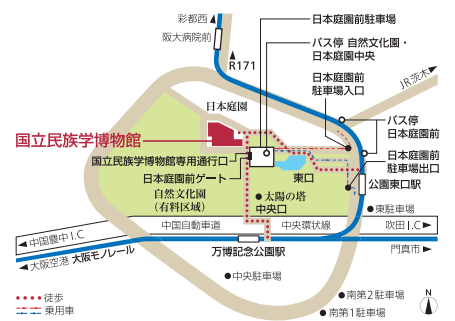 彩都西
阪大病院前
R171
日本庭園前駐車場
バス停 自然文化園・
日本庭園中央
日本庭園前
駐車場入口
JR茨木
日本庭園
国立民族学博物館
バス停
日本庭園前
国立民族学博物館専用通行口
日本庭園前ゲート
東口
日本庭園前
駐車場出口
公園東口駅
自然文化園
(有料区域)
太陽の塔
中央口
東駐車場
中国自動車道
中央環状線
吹田I.C
中国豊中I.C
大阪空港 大阪モノレール
万博記念公園駅
門真市
中央駐車場
徒歩
乗用車
南第2駐車場
南第1駐車場
N